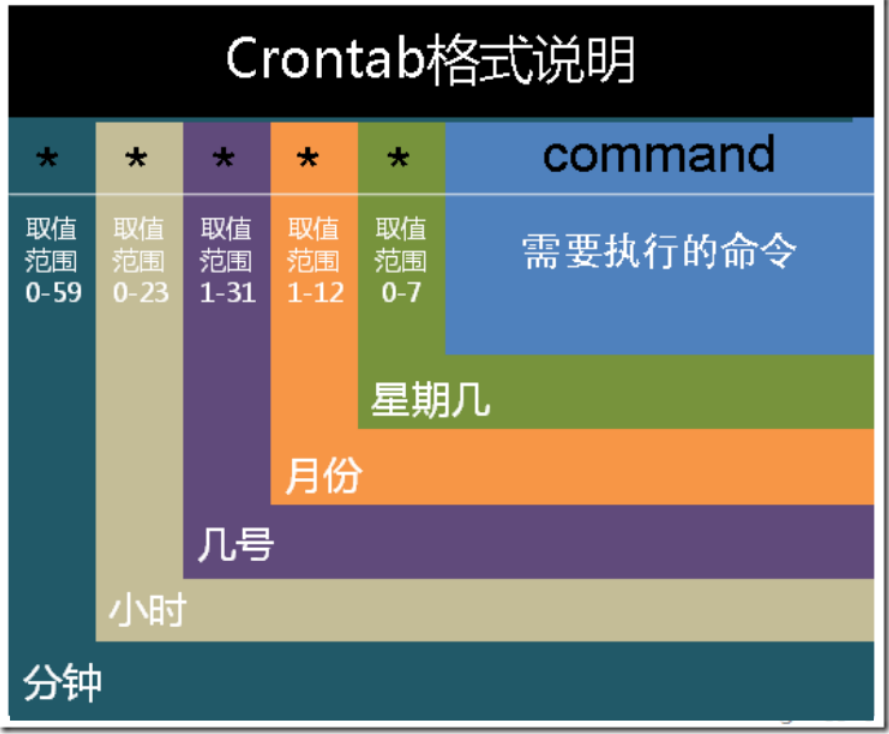 Crontab格式说明
* * * * * command
取值 取值 取值 取值 取值
范围 范围 范围 范围 范围
0-59 0-23 1-31 1-12 0-7
需要执行的命令
星期几
月份
几号
小时
分钟